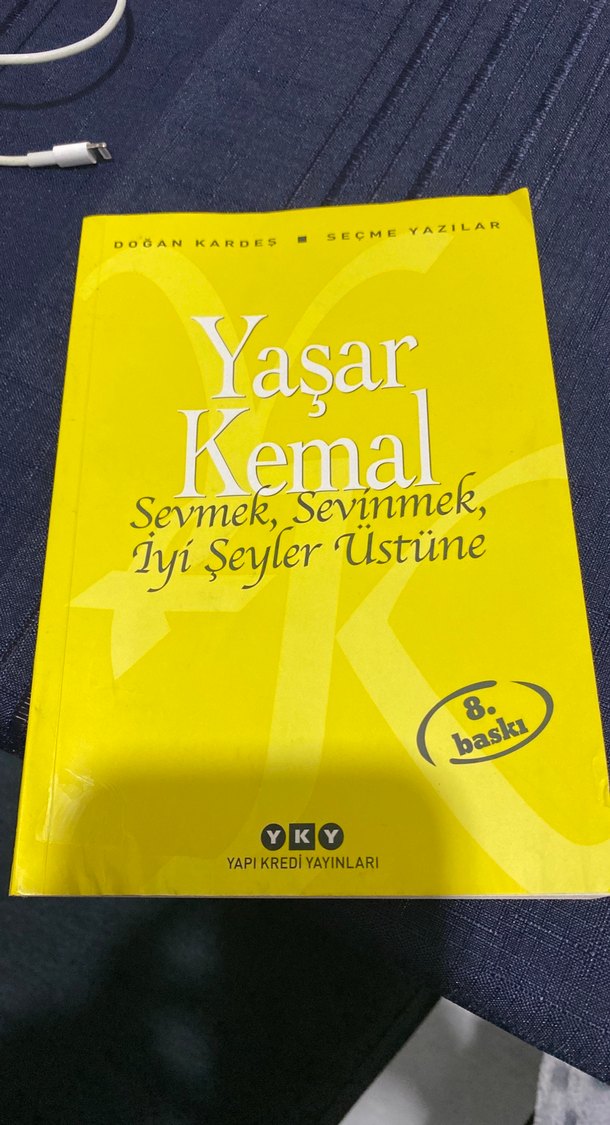 DOĞAN KARDEŞ ■ SEÇME YAZILAR
Yaşar
Kemal
Sevmek, Sevinmek,
İyi Şeyler Üstüne
8.
baskı
YKY
YAPI KREDİ YAYINLARI